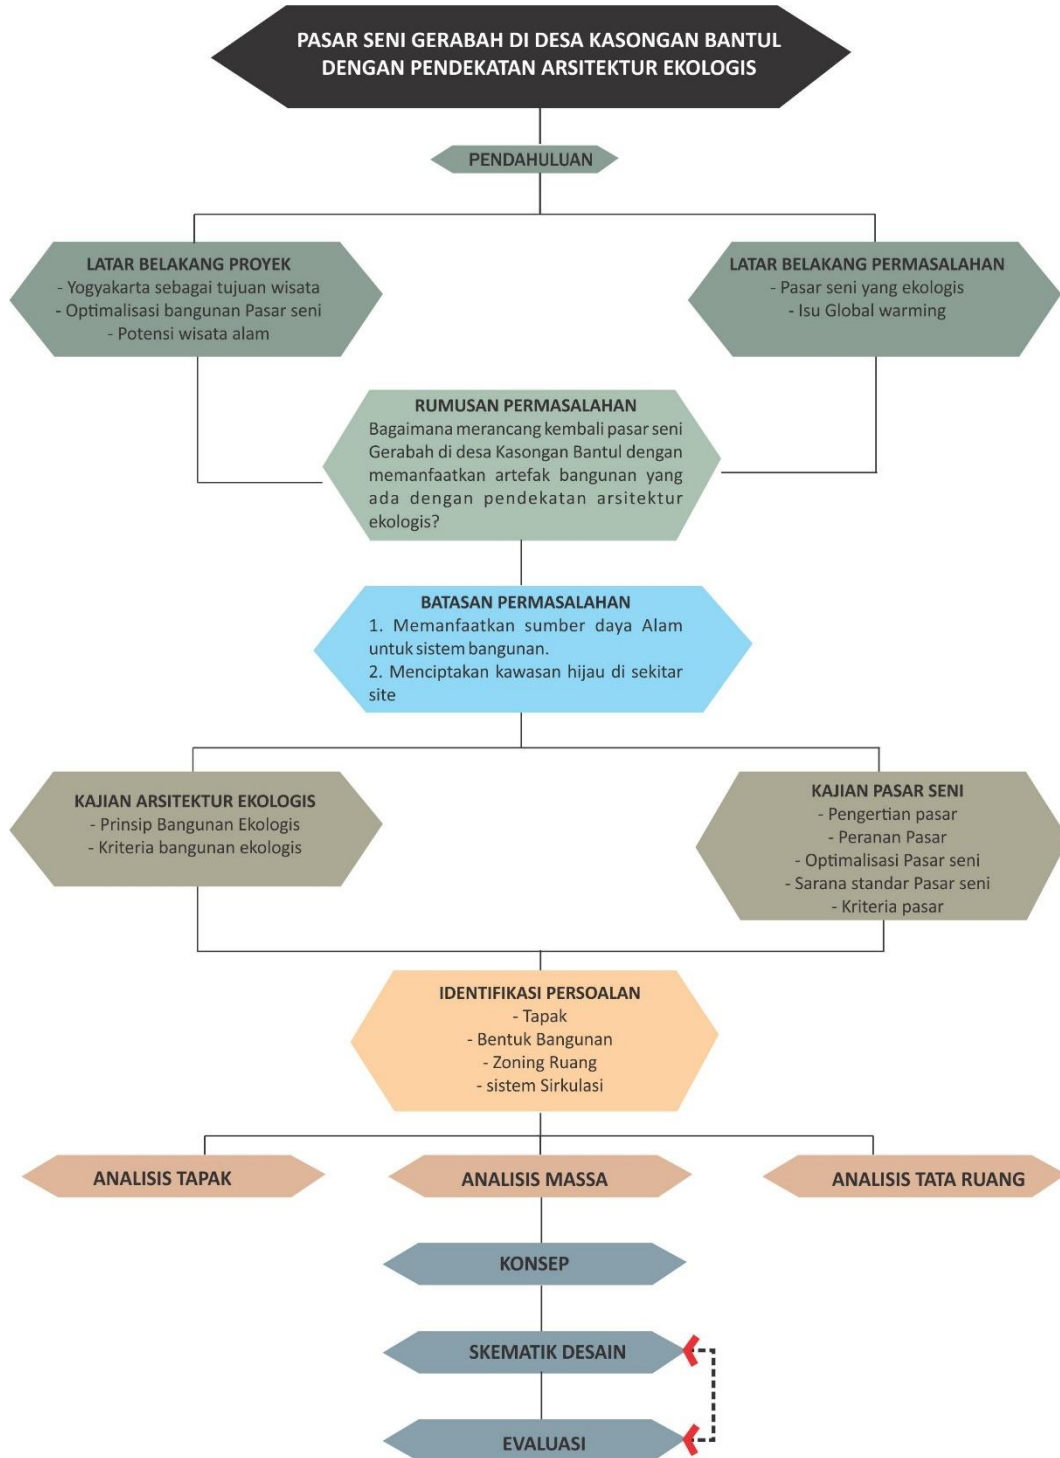 PASAR SENI GERABAH DI DESA KASONGAN BANTUL
DENGAN PENDEKATAN ARSITEKTUR EKOLOGIS
PENDAHULUAN
LATAR BELAKANG PROYEK
- Yogyakarta sebagai tujuan wisata
- Optimalisasi bangunan Pasar seni
- Potensi wisata alam
LATAR BELAKANG PERMASALAHAN
- Pasar seni yang ekologis
- Isu Global warming
RUMUSAN PERMASALAHAN
Bagaimana merancang kembali pasar seni
Gerabah di desa Kasongan Bantul dengan
memanfaatkan artefak bangunan yang
ada dengan pendekatan arsitektur
ekologis?
BATASAN PERMASALAHAN
1. Memanfaatkan sumber daya Alam
untuk sistem bangunan.
2. Menciptakan kawasan hijau di sekitar
site
KAJIAN ARSITEKTUR EKOLOGIS
- Prinsip Bangunan Ekologis
- Kriteria bangunan ekologis
KAJIAN PASAR SENI
- Pengertian pasar
- Peranan Pasar
- Optimalisasi Pasar seni
- Sarana standar Pasar seni
- Kriteria pasar
IDENTIFIKASI PERSOALAN
- Tapak
- Bentuk Bangunan
- Zoning Ruang
- sistem Sirkulasi
ANALISIS TAPAK
ANALISIS MASSA
ANALISIS TATA RUANG
KONSEP
SKEMATIK DESAIN
EVALUASI